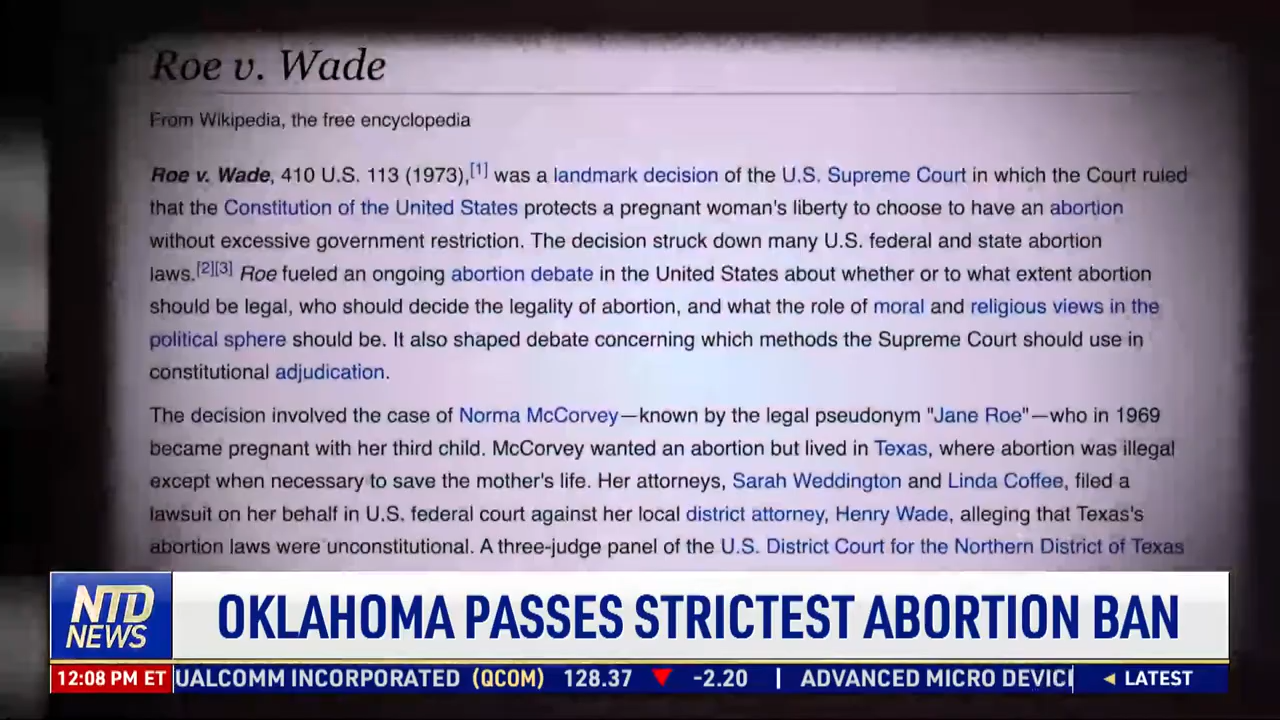 Roe v. Wade
From Wikipedia, the free encyclopedia
Roe v. Wade, 410 U.S. 113 (1973),[1] was a landmark decision of the U.S. Supreme Court in which the Court ruled
that the Constitution of the United States protects a pregnant woman's liberty to choose to have an abortion
without excessive government restriction. The decision struck down many U.S. federal and state abortion
laws.[2][3] Roe fueled an ongoing abortion debate in the United States about whether or to what extent abortion
should be legal, who should decide the legality of abortion, and what the role of moral and religious views in the
political sphere should be. It also shaped debate concerning which methods the Supreme Court should use in
constitutional adjudication.
The decision involved the case of Norma McCorvey—known by the legal pseudonym "Jane Roe"—who in 1969
became pregnant with her third child. McCorvey wanted an abortion but lived in Texas, where abortion was illegal
except when necessary to save the mother's life. Her attorneys, Sarah Weddington and Linda Coffee, filed a
lawsuit on her behalf in U.S. federal court against her local district attorney, Henry Wade, alleging that Texas's
abortion laws were unconstitutional. A three-judge panel of the U.S. District Court for the Northern District of Texas
NTD
NEWS
OKLAHOMA PASSES STRICTEST ABORTION BAN
12:08 PM ET UALCOMM INCORPORATED (QCOM) 128.37 ▼ -2.20 | ADVANCED MICRO DEVICI ◄ LATEST